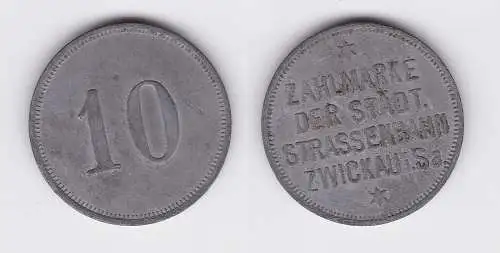 10
ZAHLMARKE
DER STÄDT.
STRASSENBAHN
ZWICKAU i. Sa.